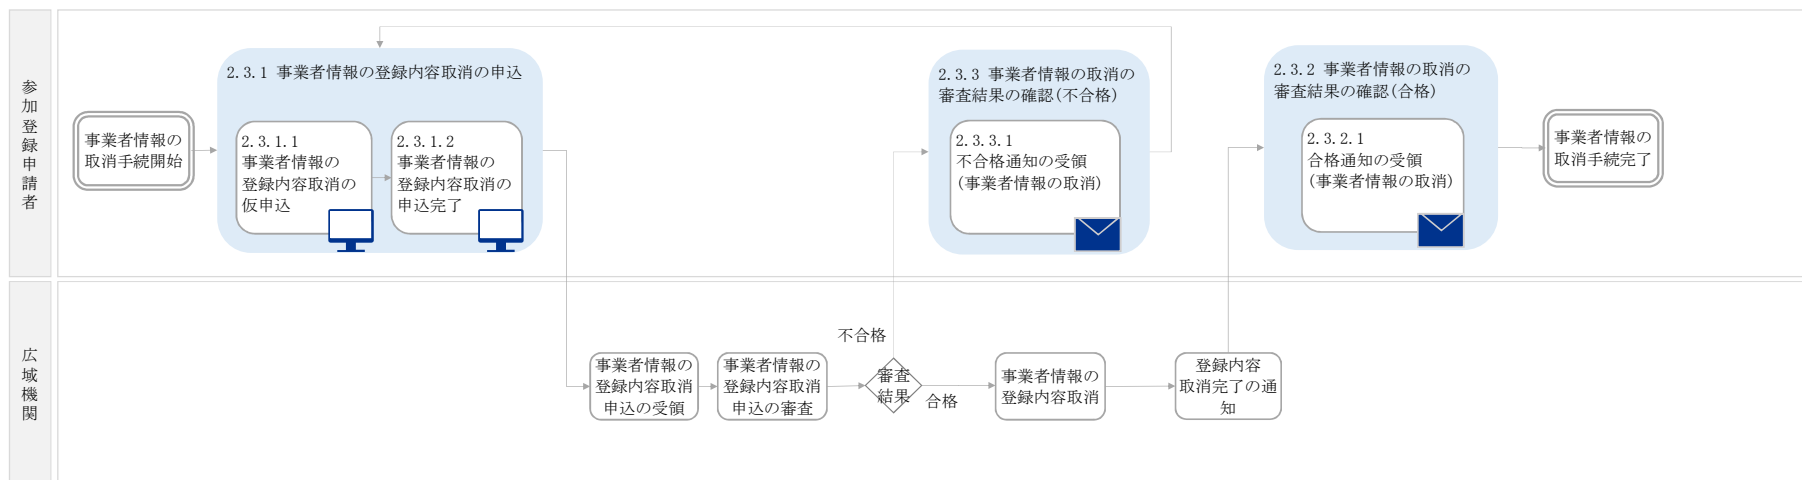 参加登録申請者
事業者情報の
取消手続開始
2.3.1 事業者情報の登録内容取消の申込
2.3.1.1
事業者情報の
登録内容取消の
仮申込
2.3.1.2
事業者情報の
登録内容取消の
申込完了
2.3.3 事業者情報の取消の
審査結果の確認(不合格)
2.3.3.1
不合格通知の受領
(事業者情報の取消)
2.3.2 事業者情報の取消の
審査結果の確認(合格)
2.3.2.1
合格通知の受領
(事業者情報の取消)
事業者情報の
取消手続完了
広域機関
事業者情報の
登録内容取消
申込の受領
事業者情報の
登録内容取消
申込の審査
不合格
審査
結果
合格
事業者情報の
登録内容取消
登録内容
取消完了の通
知